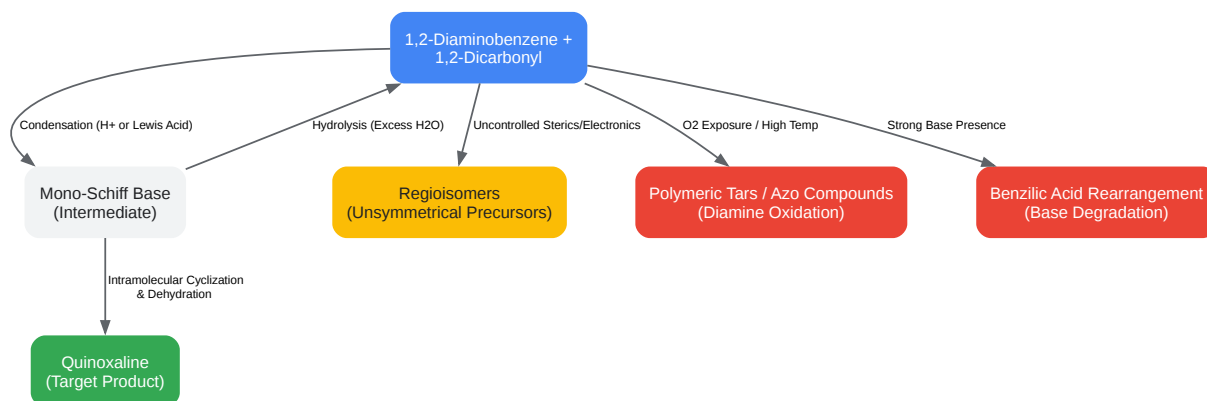 1,2-Diaminobenzene +
1,2-Dicarbonyl
Condensation (H+ or Lewis Acid)
Hydrolysis (Excess H2O)
Uncontrolled Sterics/Electronics
O2 Exposure / High Temp
Strong Base Presence
Mono-Schiff Base
(Intermediate)
Regioisomers
(Unsymmetrical Precursors)
Polymeric Tars / Azo Compounds
(Diamine Oxidation)
Benzilic Acid Rearrangement
(Base Degradation)
Intramolecular Cyclization
& Dehydration
Quinoxaline
(Target Product)